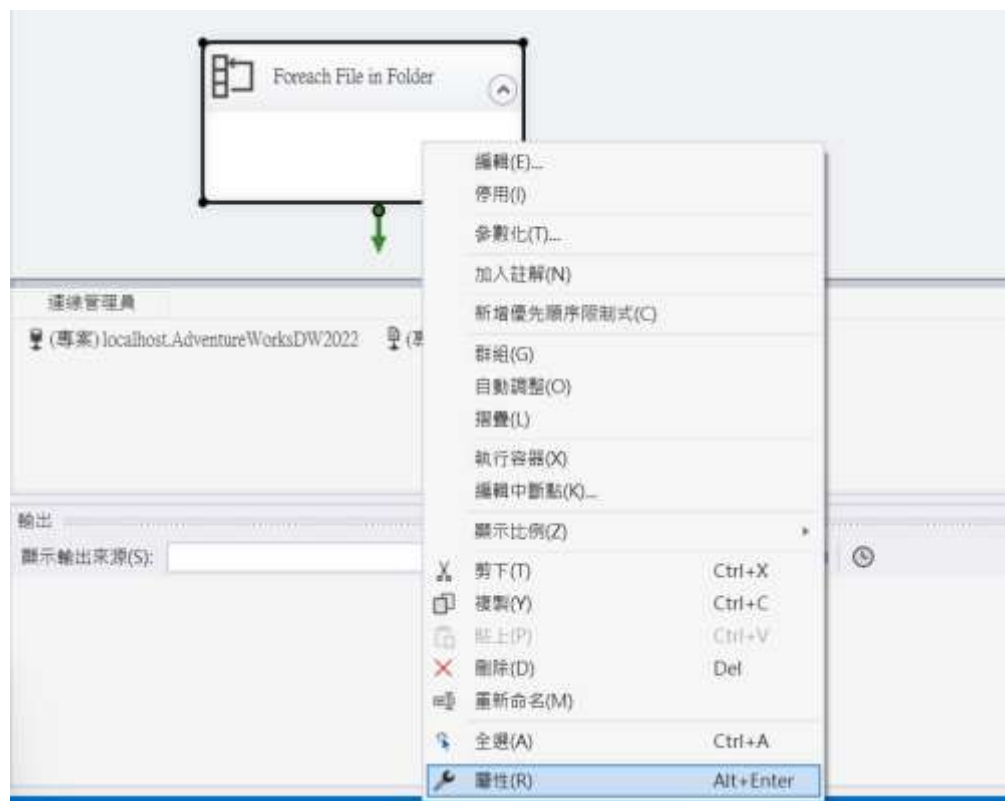 Foreach File in Folder
編輯(E)...
停用(I)
參數化(T)...
加入註解(N)
新增優先順序限制式(C)
群組(G)
自動調整(O)
摺疊(L)
執行容器(X)
編輯中斷點(K)...
顯示比例(Z)
剪下(T) Ctrl+X
複製(Y) Ctrl+C
貼上(P) Ctrl+V
刪除(D) Del
重新命名(M)
全選(A) Ctrl+A
屬性(R) Alt+Enter
連線管理員
(專案) localhost.AdventureWorksDW2022
輸出
顯示輸出來源(S):